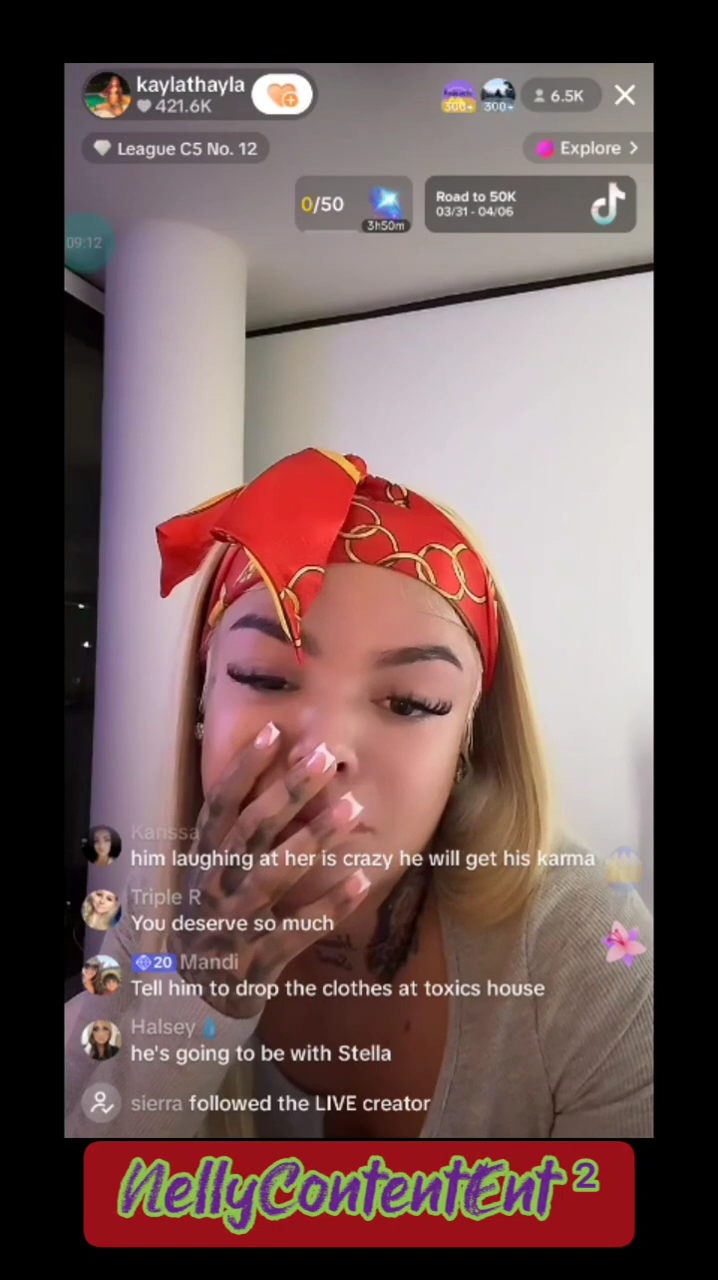 kaylathayla
421.6K
300+
300+
6.5K
League C5 No. 12
Explore
0/50
3h50m
Road to 50K
03/31 - 04/06
09:12
Karissa
him laughing at her is crazy he will get his karma
Triple R
You deserve so much
20 Mandi
Tell him to drop the clothes at toxics house
Halsey
he's going to be with Stella
sierra followed the LIVE creator
NellyContentEnt ²